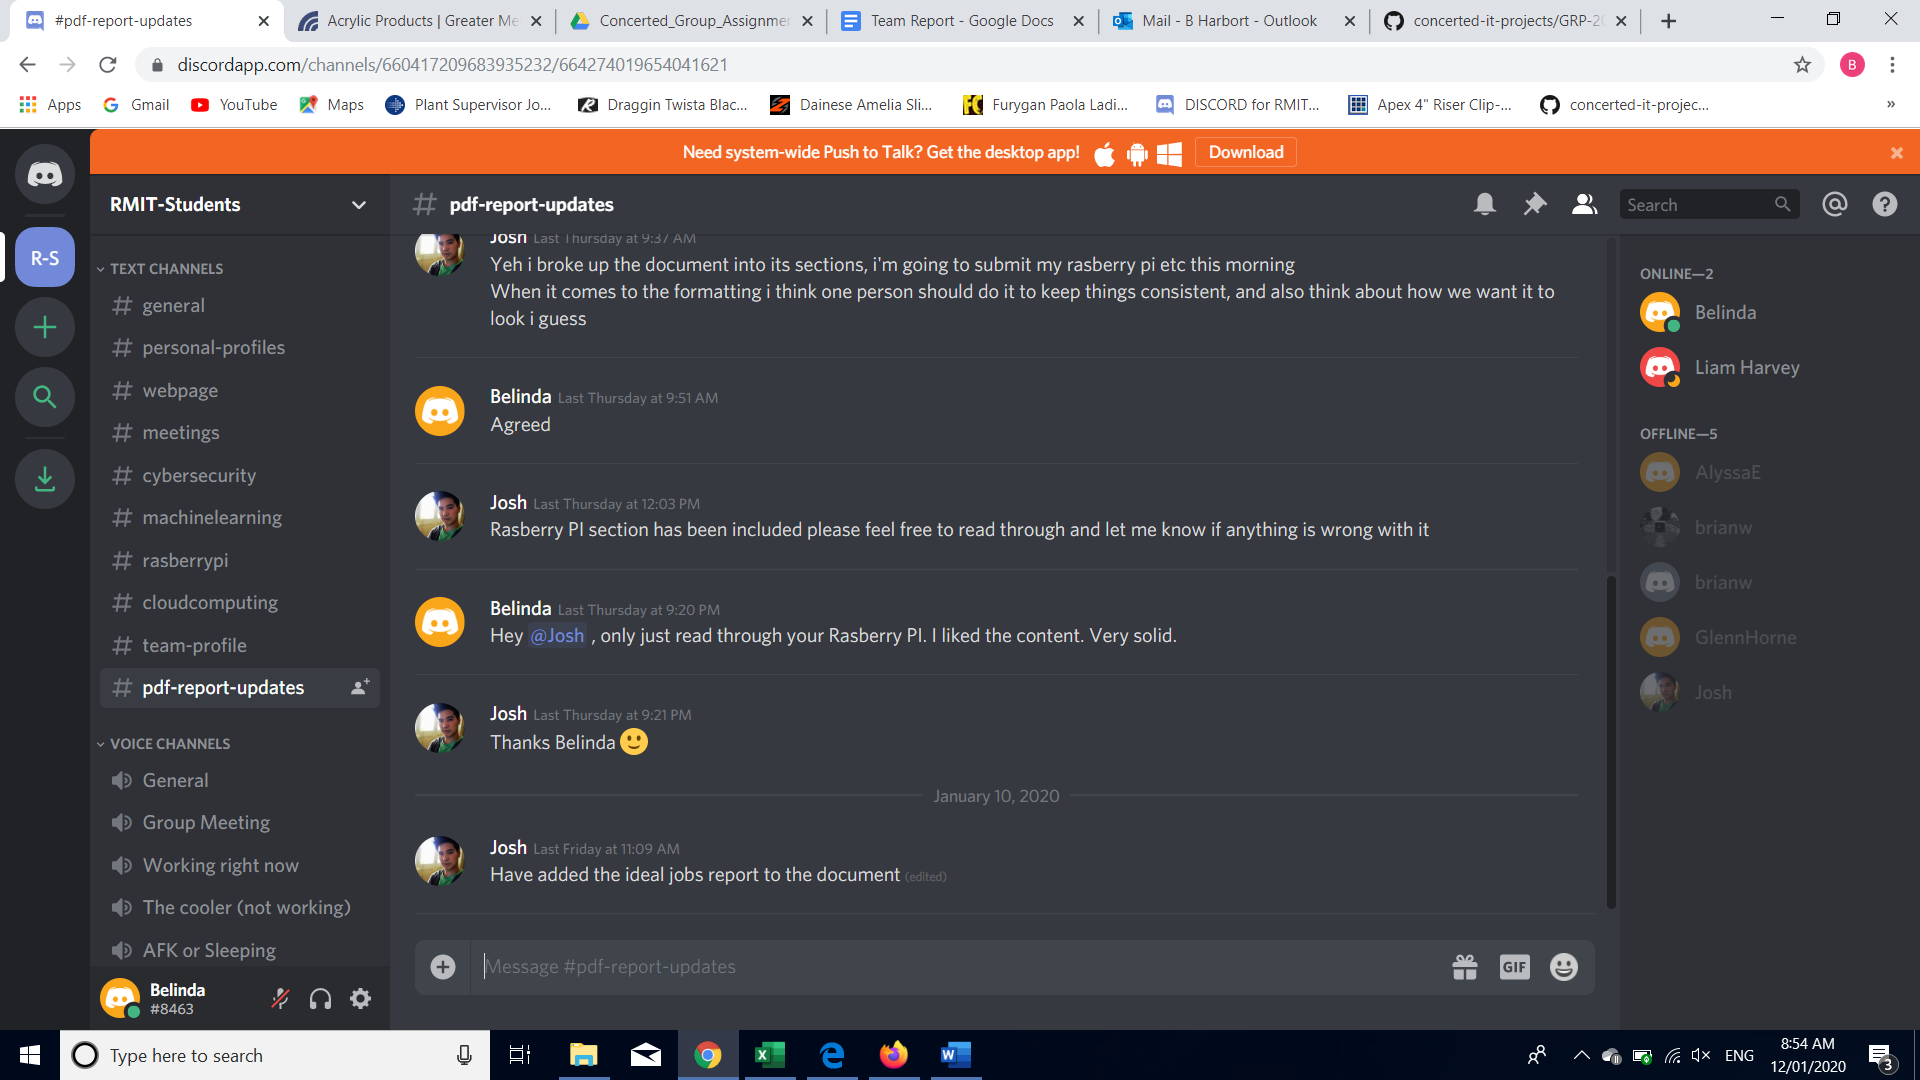 #pdf-report-updates
Acrylic Products | Greater Me
Concerted_Group_Assignmen
Team Report - Google Docs
Mail - B Harbort - Outlook
concerted-it-projects/GRP-20
discordapp.com/channels/660417209683935232/664274019654041621
B
Apps
Gmail
YouTube
Maps
Plant Supervisor Jo...
Draggin Twista Blac...
Dainese Amelia Sli...
Furygan Paola Ladi...
DISCORD for RMIT...
Apex 4" Riser Clip-...
concerted-it-projec...
»
Need system-wide Push to Talk? Get the desktop app!
Download
RMIT-Students
R-S
TEXT CHANNELS
general
personal-profiles
webpage
meetings
cybersecurity
machinelearning
rasberrypi
cloudcomputing
team-profile
pdf-report-updates
VOICE CHANNELS
General
Group Meeting
Working right now
The cooler (not working)
AFK or Sleeping
Belinda
#8463
# pdf-report-updates
Search
Josh Last Thursday at 9:37 AM
Yeh i broke up the document into its sections, i'm going to submit my rasberry pi etc this morning
When it comes to the formatting i think one person should do it to keep things consistent, and also think about how we want it to
look i guess
Belinda Last Thursday at 9:51 AM
Agreed
Josh Last Thursday at 12:03 PM
Rasberry PI section has been included please feel free to read through and let me know if anything is wrong with it
Belinda Last Thursday at 9:20 PM
Hey @Josh , only just read through your Rasberry PI. I liked the content. Very solid.
Josh Last Thursday at 9:21 PM
Thanks Belinda 🙂
January 10, 2020
Josh Last Friday at 11:09 AM
Have added the ideal jobs report to the document (edited)
Message #pdf-report-updates
GIF
ONLINE—2
Belinda
Liam Harvey
OFFLINE—5
AlyssaE
brianw
brianw
GlennHorne
Josh
Type here to search
ENG
8:54 AM
12/01/2020
3